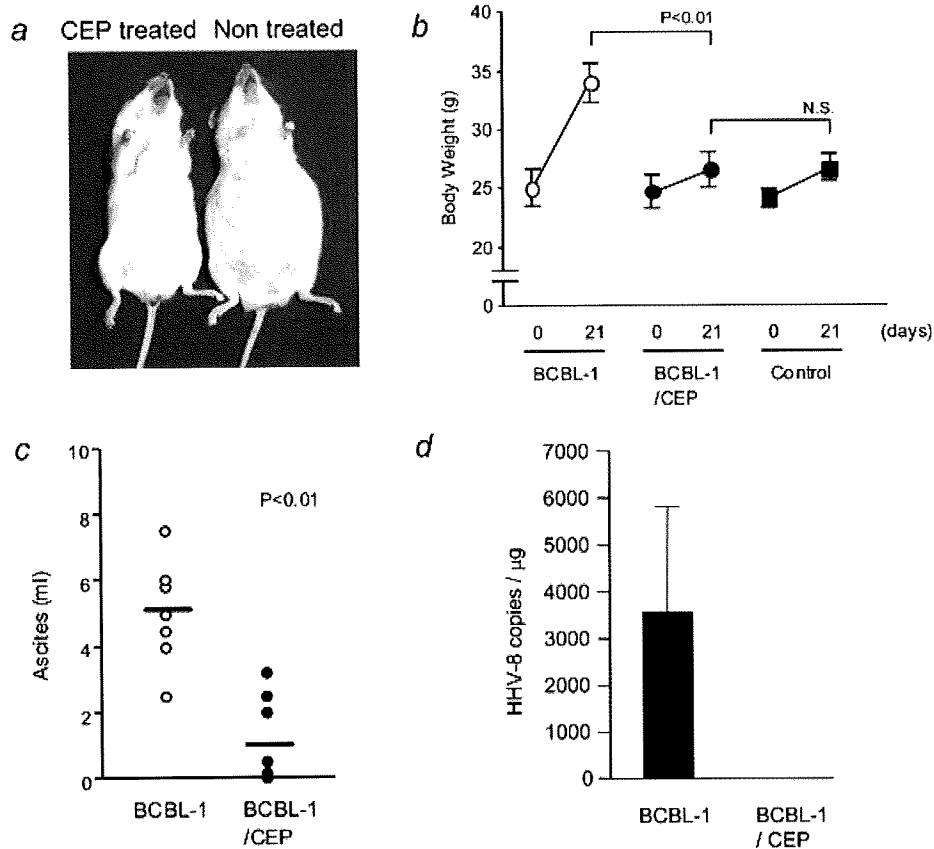 a
CEP treated Non treated
b
P<0.01
N.S.
Body Weight (g)
40
35
30
25
20
0
0 21 0 21 0 21 (days)
BCBL-1 BCBL-1 Control
/CEP
c
P<0.01
Ascites (ml)
10
8
6
4
2
0
BCBL-1 BCBL-1
/CEP
d
HHV-8 copies / µg
7000
6000
5000
4000
3000
2000
1000
0
BCBL-1 BCBL-1
/ CEP